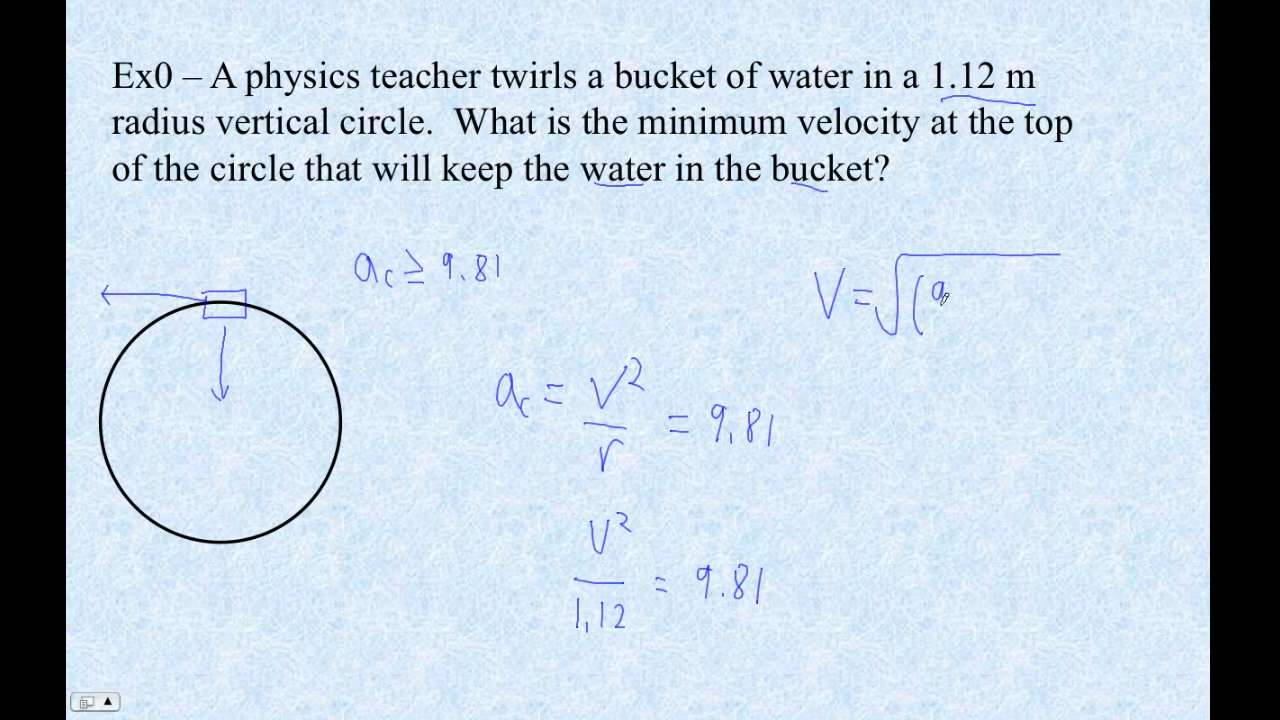 Ex0 – A physics teacher twirls a bucket of water in a 1.12 m
radius vertical circle.  What is the minimum velocity at the top
of the circle that will keep the water in the bucket?
ac ≥ 9.81
V = √(9
ac = v²/r = 9.81
v²/1.12 = 9.81